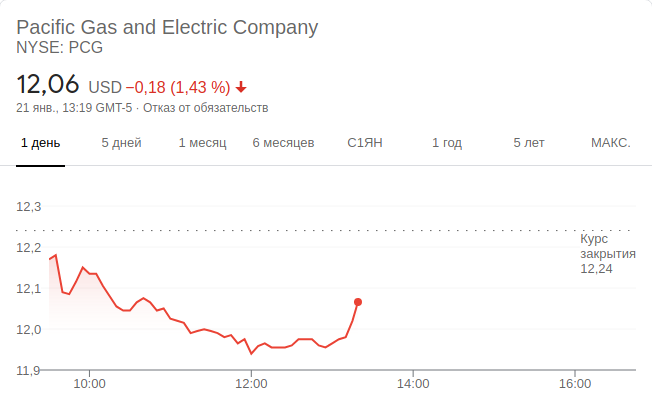 Pacific Gas and Electric Company
NYSE: PCG
12,06 USD −0,18 (1,43 %)
21 янв., 13:19 GMT-5 · Отказ от обязательств
1 день 5 дней 1 месяц 6 месяцев С1ЯН 1 год 5 лет МАКС.
12,3
Курс
закрытия
12,24
12,2
12,1
12,0
11,9
10:00 12:00 14:00 16:00